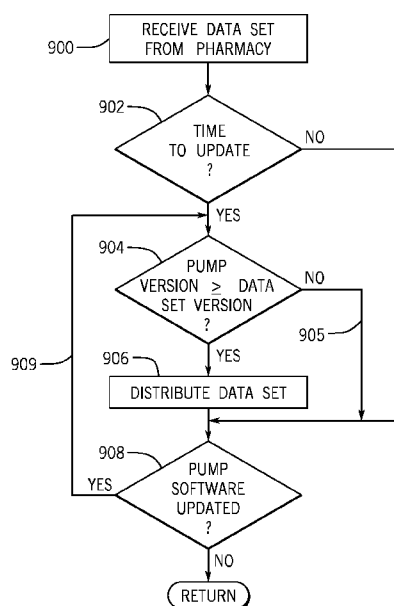 900
RECEIVE DATA SET
FROM PHARMACY
902
TIME
TO UPDATE
?
NO
YES
904
PUMP
VERSION ≥ DATA
SET VERSION
?
NO
905
YES
906
909
DISTRIBUTE DATA SET
908
PUMP
SOFTWARE
UPDATED
?
YES
NO
RETURN